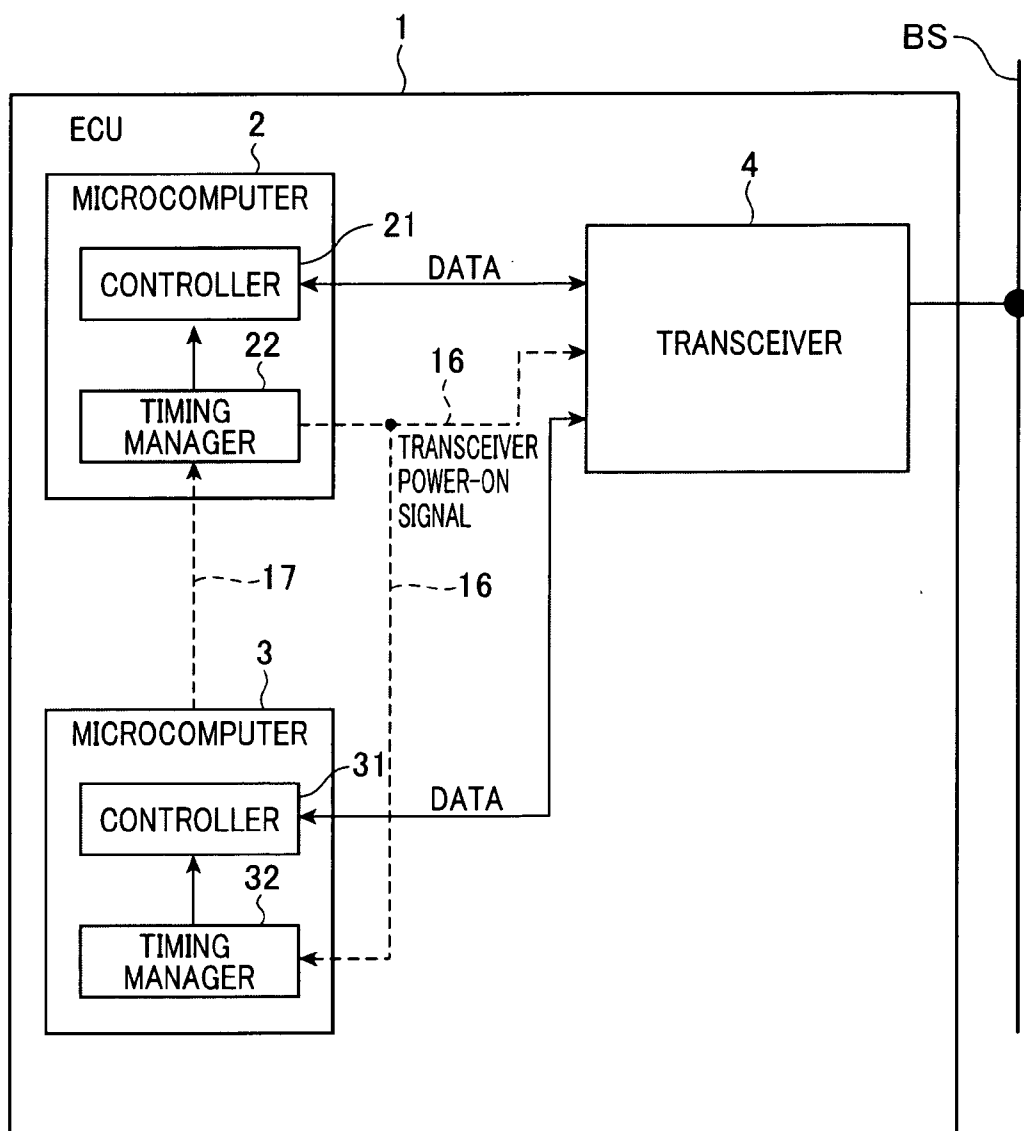 1
BS
ECU
2
MICROCOMPUTER
4
21
CONTROLLER
DATA
TRANSCEIVER
22
16
TIMING
MANAGER
TRANSCEIVER
POWER-ON
SIGNAL
17
16
3
MICROCOMPUTER
31
CONTROLLER
DATA
32
TIMING
MANAGER